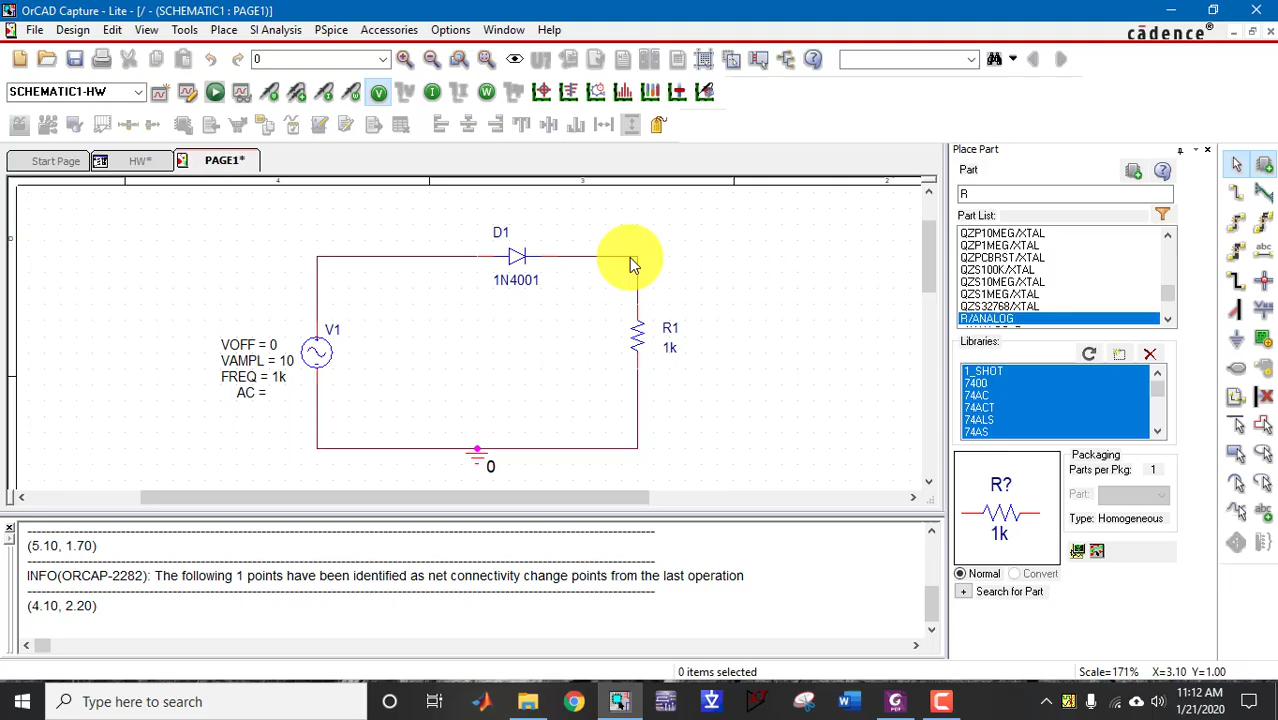 OrCAD Capture - Lite - [/ - (SCHEMATIC1 : PAGE1)]
File Design Edit View Tools Place SI Analysis PSpice Accessories Options Window Help
cādence
0
SCHEMATIC1-HW
Start Page
HW*
PAGE1*
4 3 2
D1
1N4001
V1
VOFF = 0
VAMPL = 10
FREQ = 1k
AC =
R1
1k
0
(5.10, 1.70)
INFO(ORCAP-2282): The following 1 points have been identified as net connectivity change points from the last operation
(4.10, 2.20)
Place Part
Part
R
Part List:
QZP10MEG/XTAL
QZP1MEG/XTAL
QZPCBRST/XTAL
QZS100K/XTAL
QZS10MEG/XTAL
QZS1MEG/XTAL
QZS32768/XTAL
R/ANALOG
Libraries:
1_SHOT
7400
74AC
74ACT
74ALS
74AS
R?
1k
Packaging
Parts per Pkg: 1
Part:
Type: Homogeneous
Normal Convert
Search for Part
0 items selected
Scale=171% X=3.10 Y=1.00
Type here to search
11:12 AM
1/21/2020